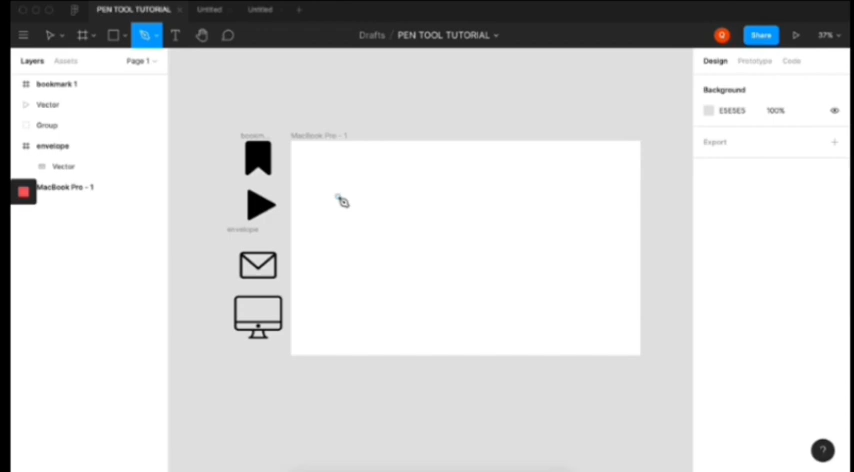 PEN TOOL TUTORIAL × Untitled Untitled +
T Drafts / PEN TOOL TUTORIAL Q Share 37%
Layers Assets Page 1
bookmark 1
Vector
Group
envelope
Vector
MacBook Pro - 1
bookm... MacBook Pro - 1
envelope
Design Prototype Code
Background
E5E5E5 100%
Export +
?